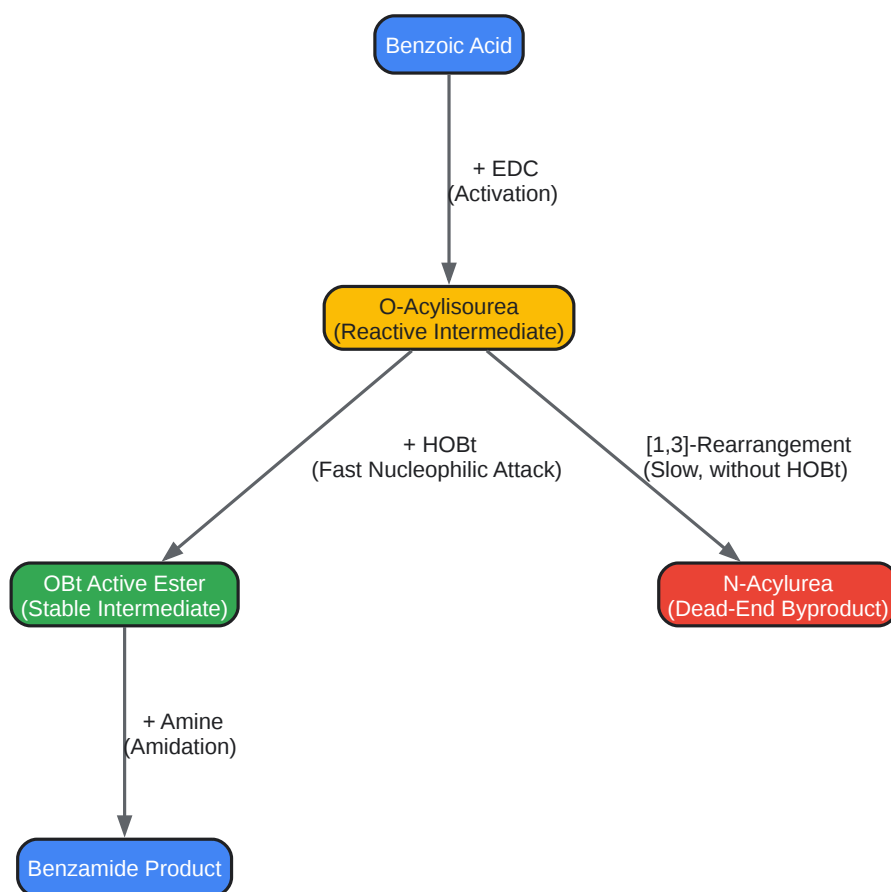 Benzoic Acid
+ EDC
(Activation)
O-Acylisourea
(Reactive Intermediate)
+ HOBt
(Fast Nucleophilic Attack)
[1,3]-Rearrangement
(Slow, without HOBt)
OBt Active Ester
(Stable Intermediate)
N-Acylurea
(Dead-End Byproduct)
+ Amine
(Amidation)
Benzamide Product